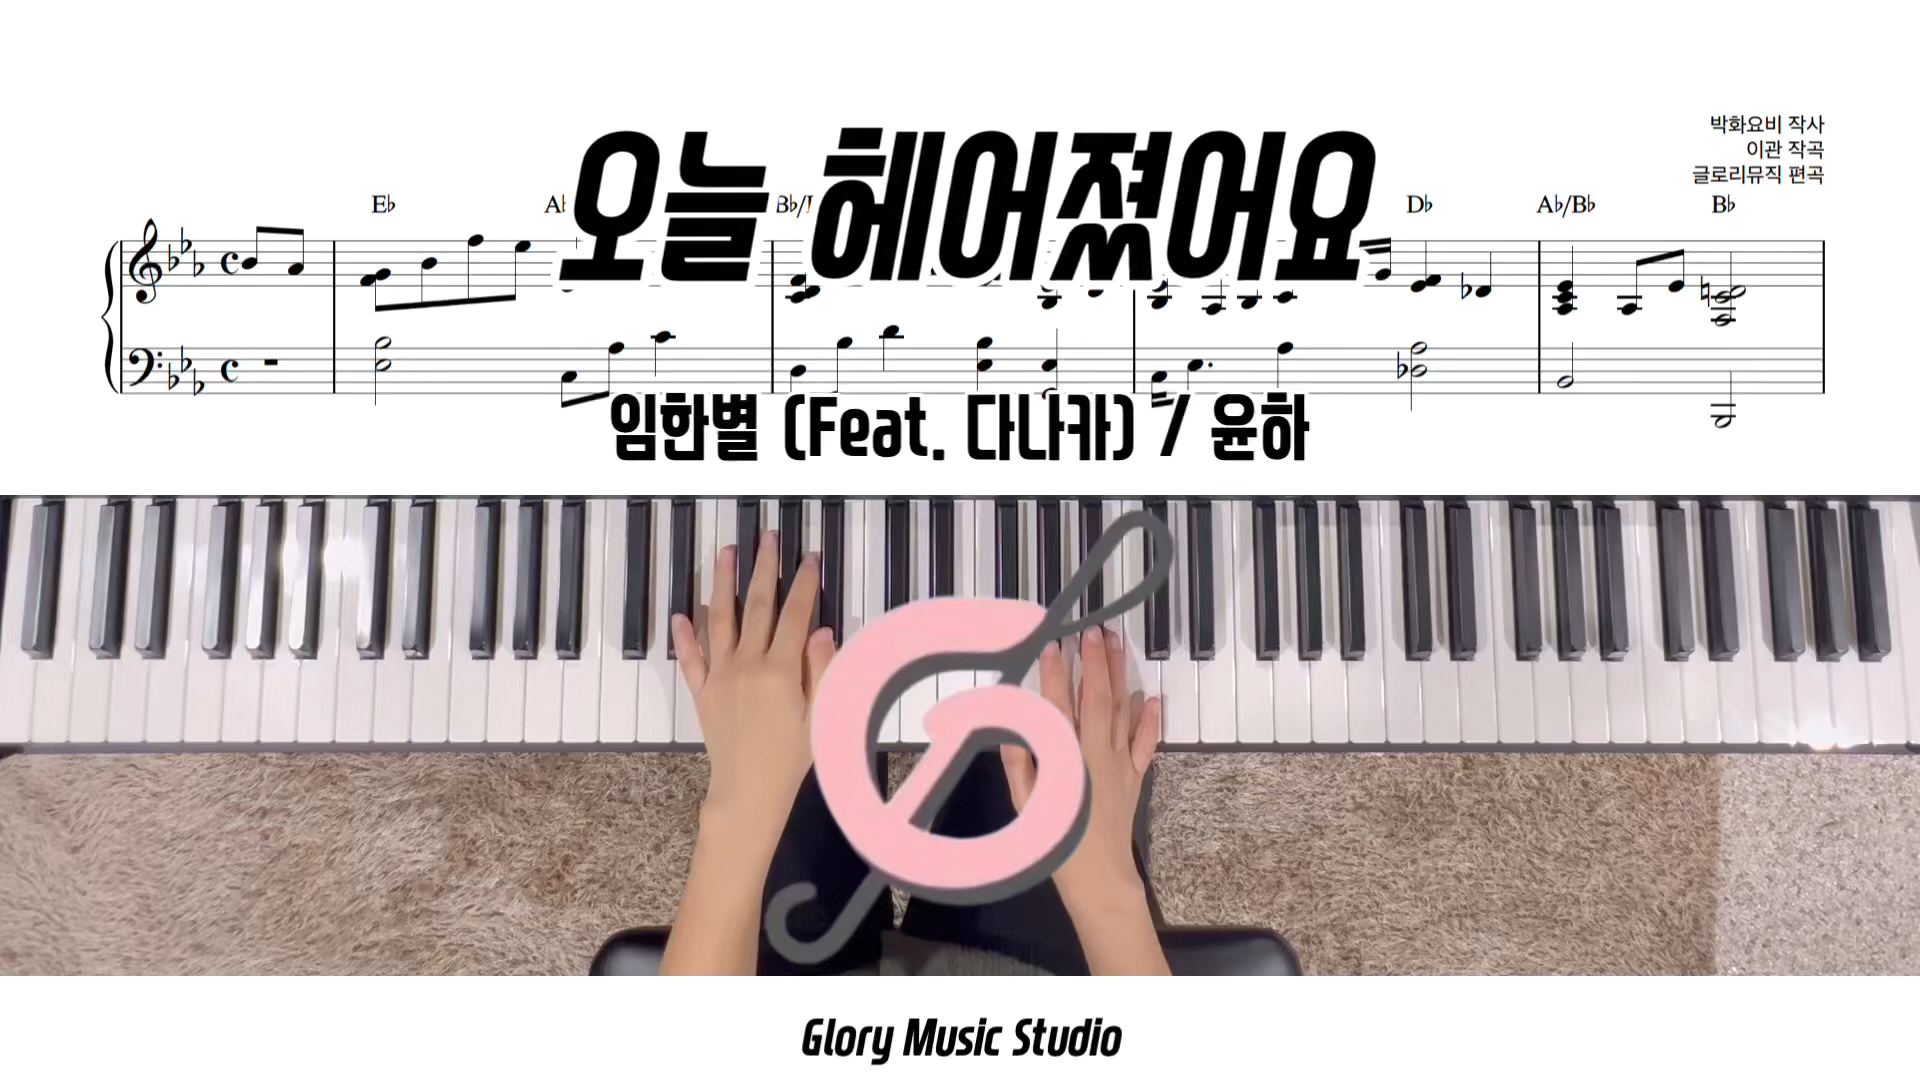 오늘 헤어졌어요
박화요비 작사
이관 작곡
글로리뮤직 편곡
E♭ D♭ A♭/B♭ B♭
임한별 (Feat. 다나카) / 윤하
Glory Music Studio